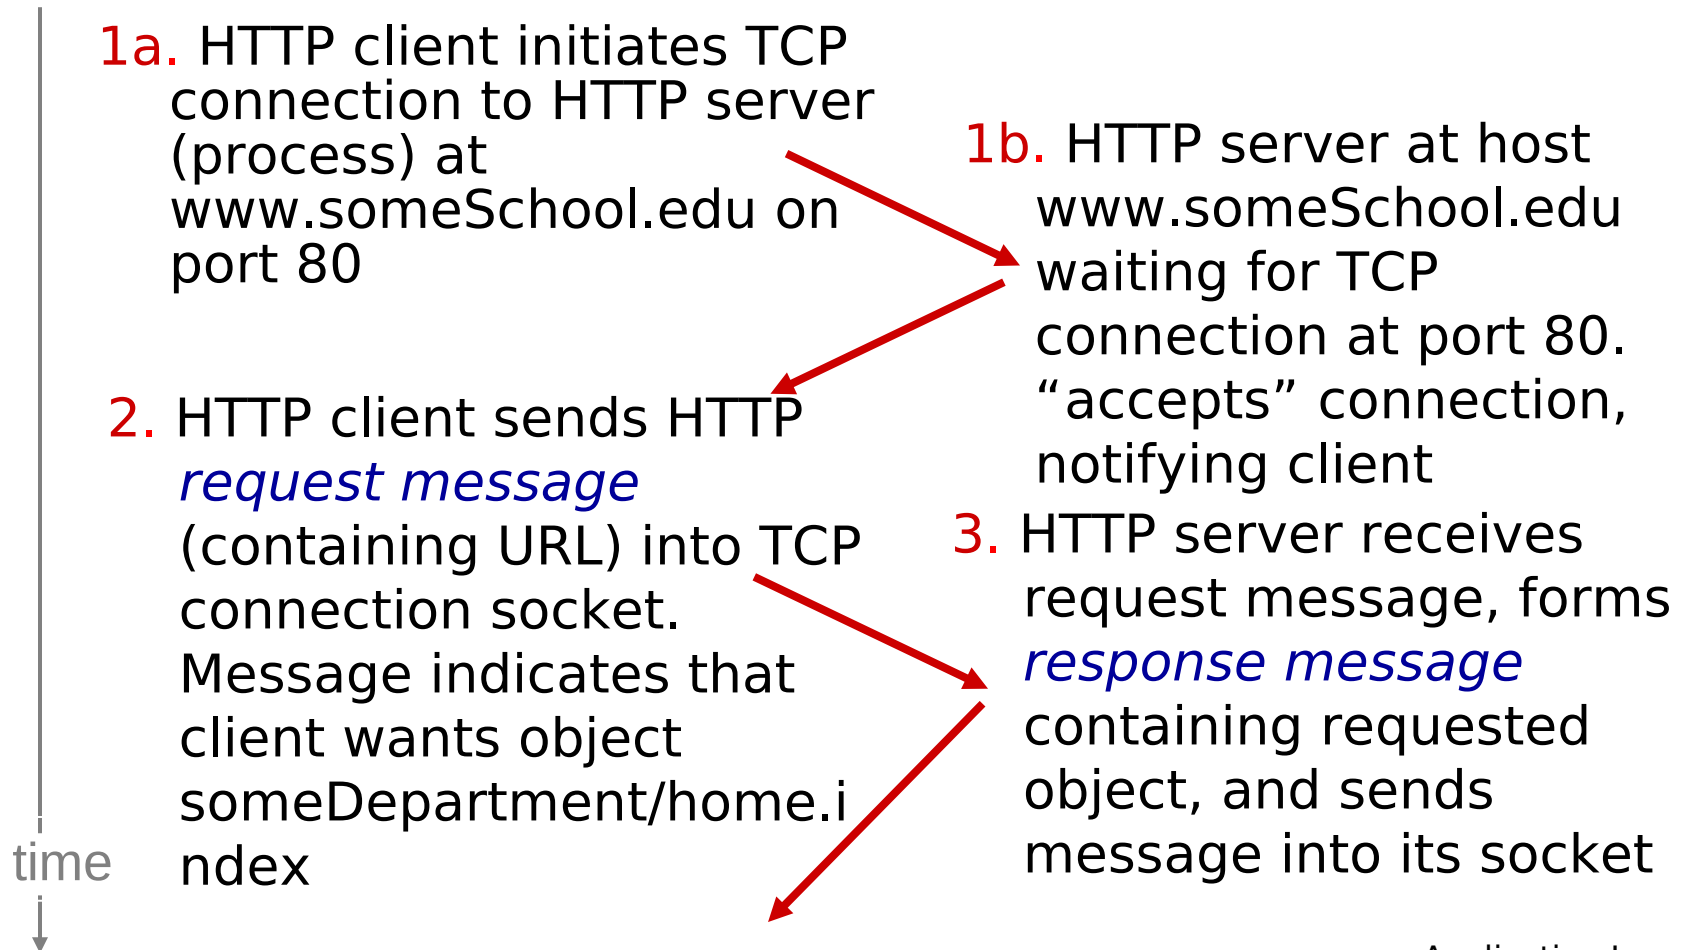 1a. HTTP client initiates TCP
connection to HTTP server
(process) at
www.someSchool.edu on
port 80
1b. HTTP server at host
www.someSchool.edu
waiting for TCP
connection at port 80.
“accepts” connection,
notifying client
2. HTTP client sends HTTP
request message
(containing URL) into TCP
connection socket.
Message indicates that
client wants object
someDepartment/home.i
ndex
3. HTTP server receives
request message, forms
response message
containing requested
object, and sends
message into its socket
time